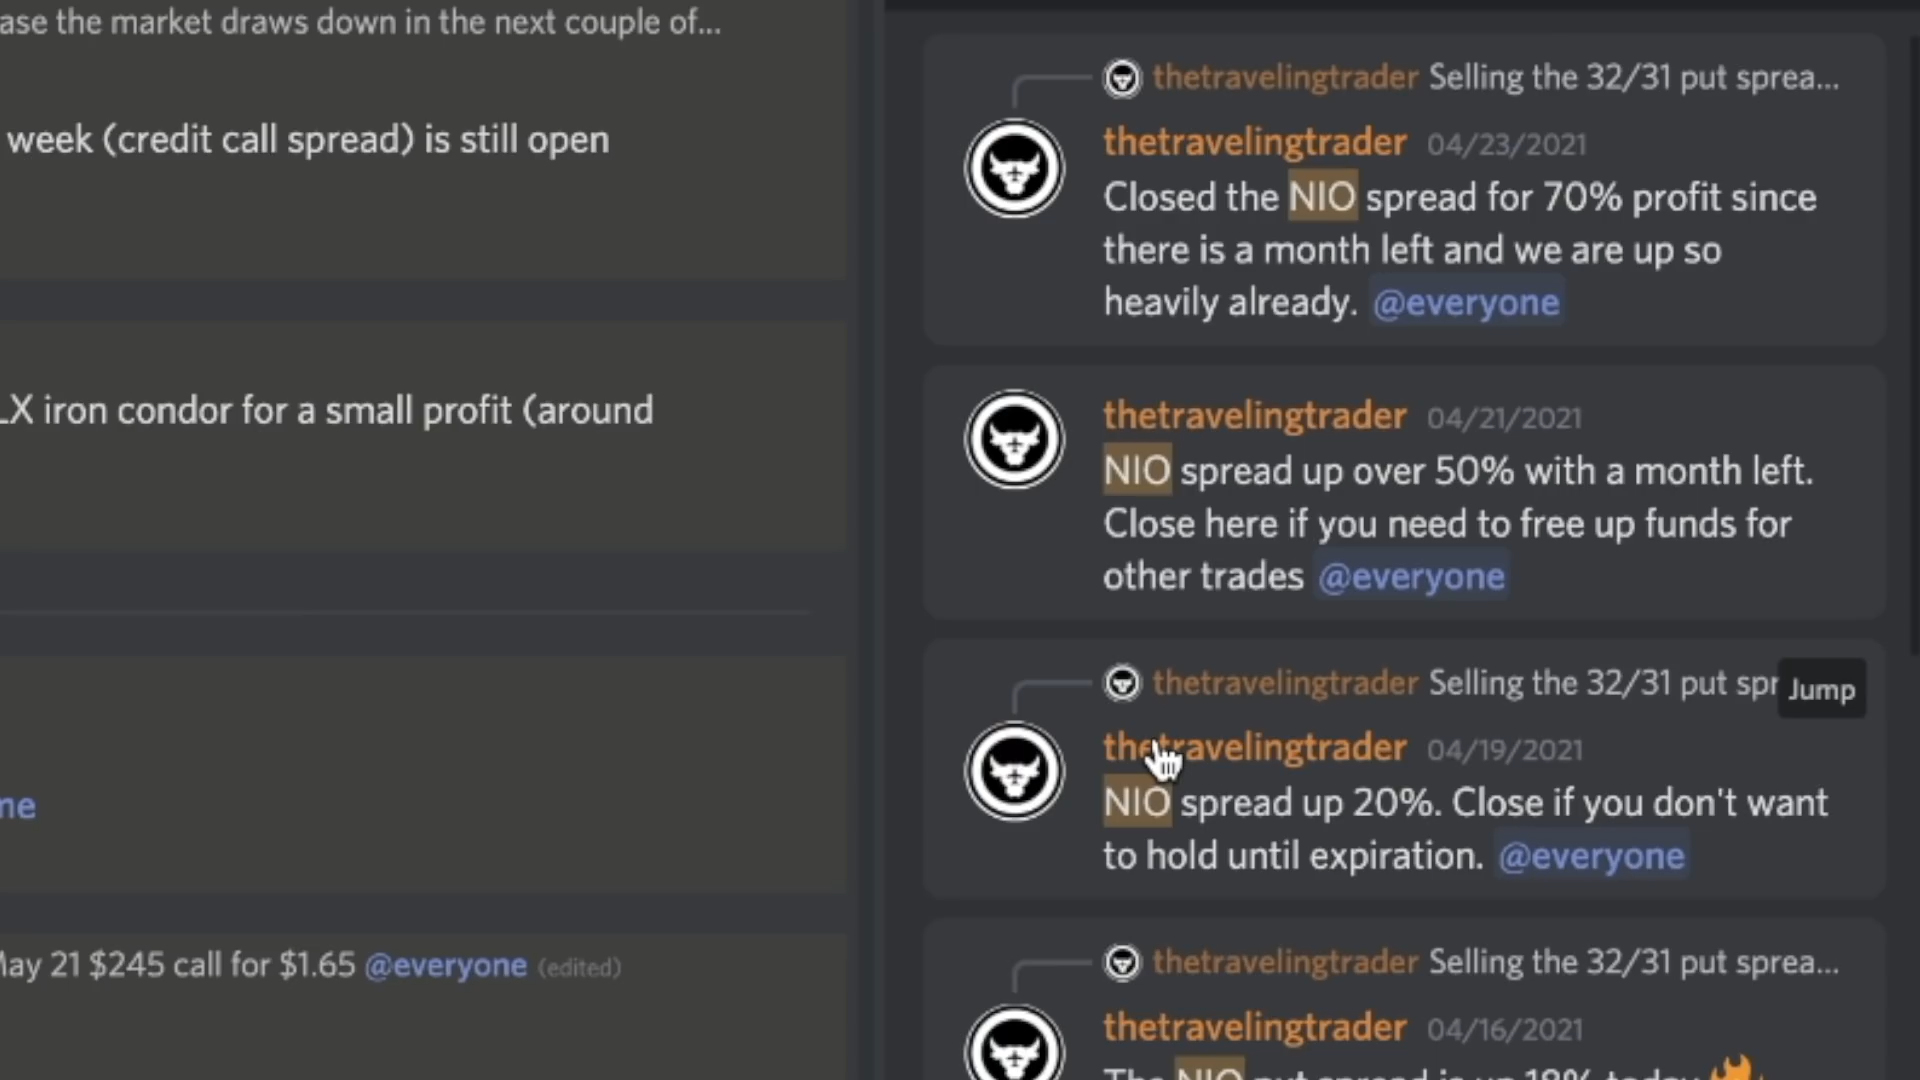 ase the market draws down in the next couple of...
week (credit call spread) is still open
LX iron condor for a small profit (around
ne
May 21 $245 call for $1.65 @everyone (edited)
thetravelingtrader Selling the 32/31 put sprea...
thetravelingtrader 04/23/2021
Closed the NIO spread for 70% profit since
there is a month left and we are up so
heavily already. @everyone
thetravelingtrader 04/21/2021
NIO spread up over 50% with a month left.
Close here if you need to free up funds for
other trades @everyone
thetravelingtrader Selling the 32/31 put spr Jump
thetravelingtrader 04/19/2021
NIO spread up 20%. Close if you don't want
to hold until expiration. @everyone
thetravelingtrader Selling the 32/31 put sprea...
thetravelingtrader 04/16/2021
The NIO put spread is up 18% today